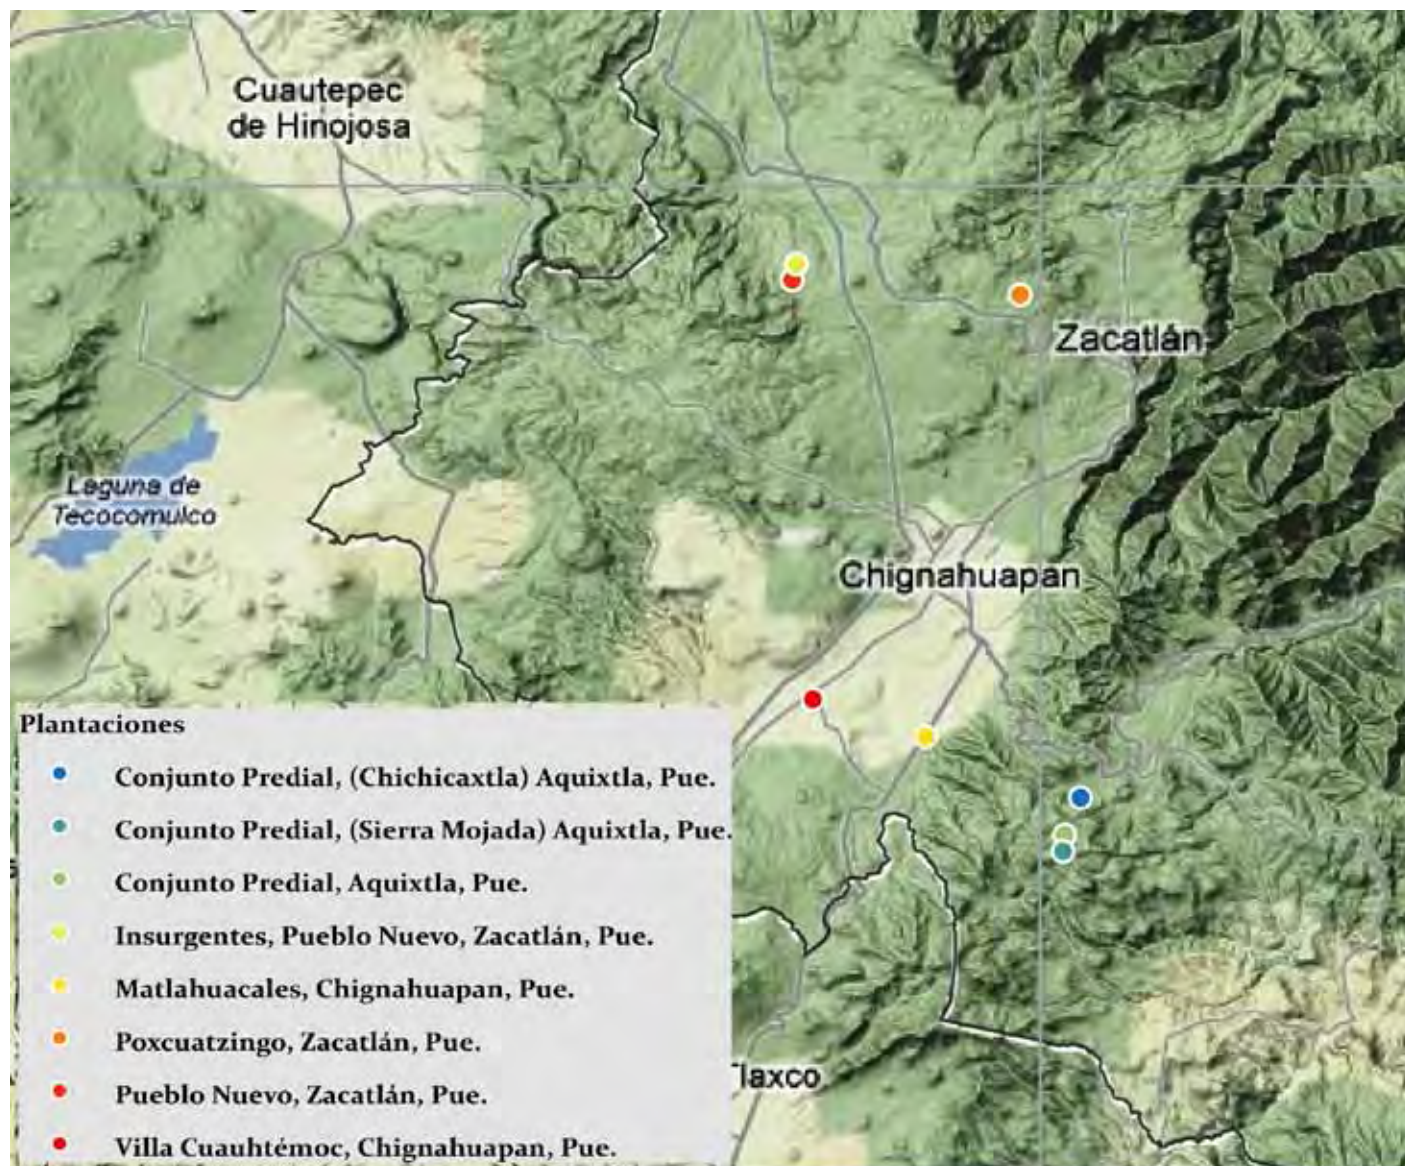 Cuautepec
de Hinojosa
Zacatlán
Laguna de
Tecocomulco
Chignahuapan
Plantaciones
Conjunto Predial, (Chichicaxtla) Aquixtla, Pue.
Conjunto Predial, (Sierra Mojada) Aquixtla, Pue.
Conjunto Predial, Aquixtla, Pue.
Insurgentes, Pueblo Nuevo, Zacatlán, Pue.
Matlahuacales, Chignahuapan, Pue.
Poxcuatzingo, Zacatlán, Pue.
Pueblo Nuevo, Zacatlán, Pue.
Villa Cuauhtémoc, Chignahuapan, Pue.
Tlaxco